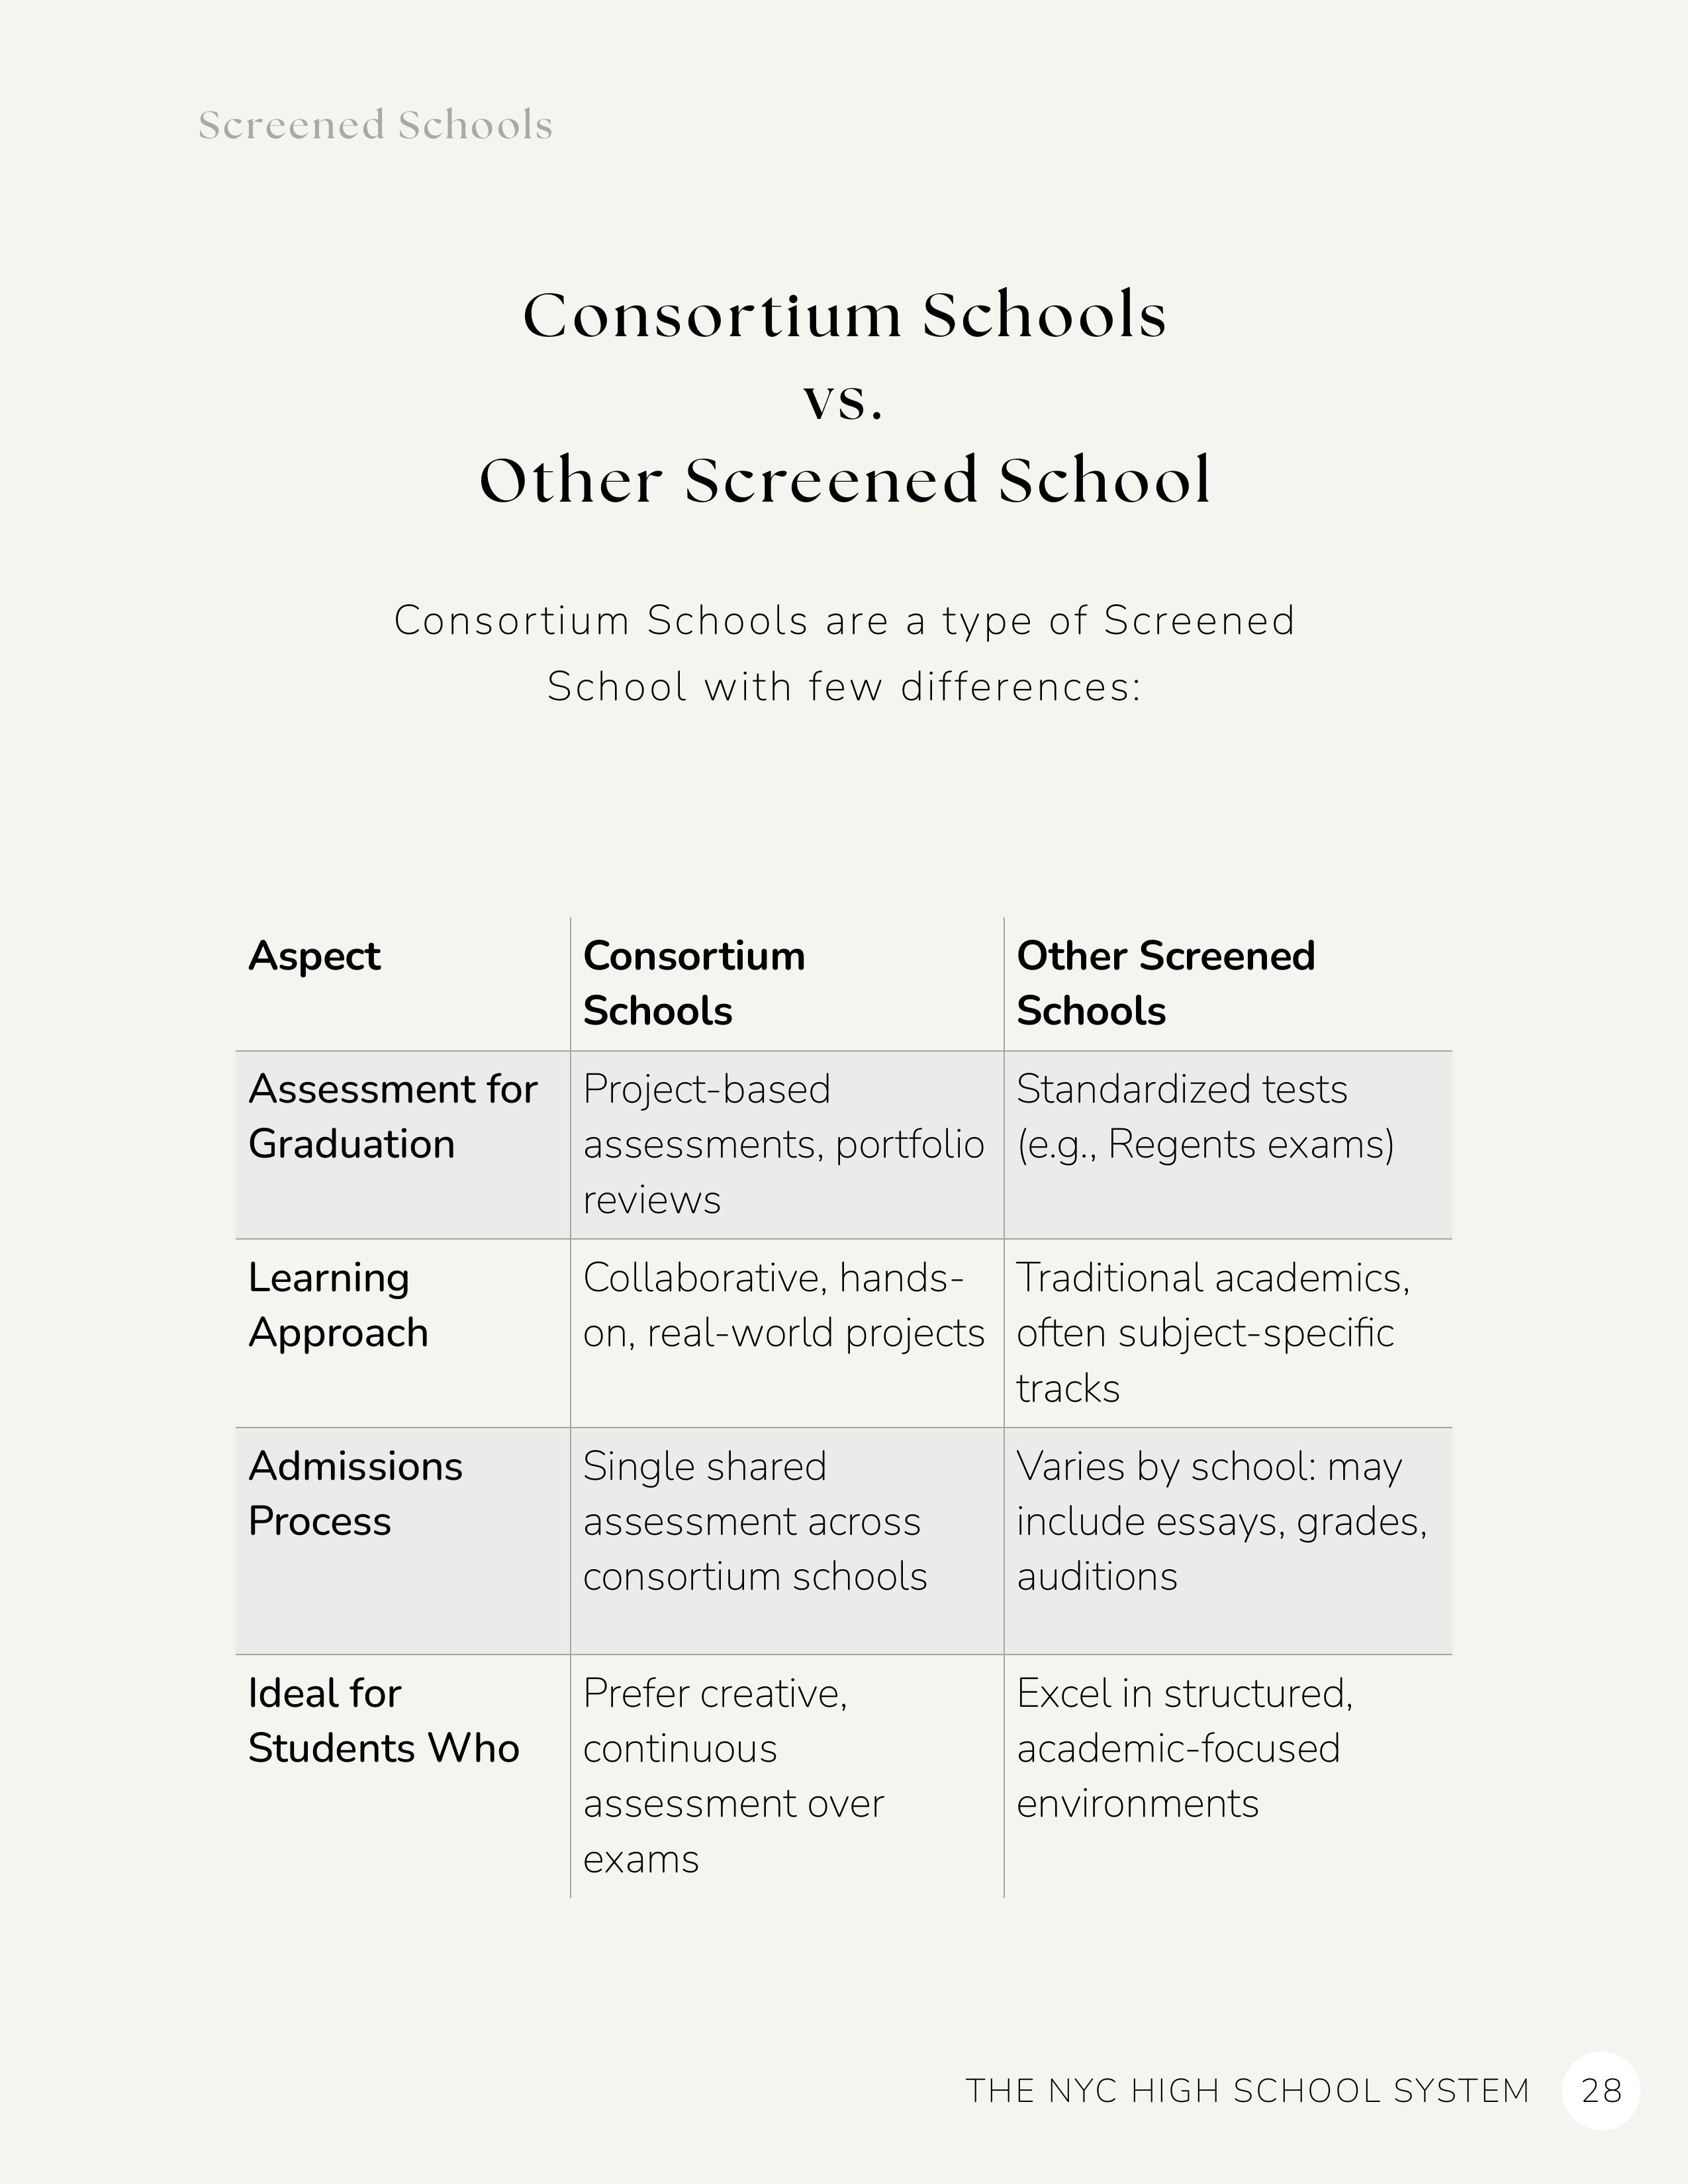 Screened Schools
Consortium Schools
vs.
Other Screened School
Consortium Schools are a type of Screened
School with few differences:
Aspect
Consortium
Schools
Other Screened
Schools
Assessment for
Graduation
Project-based
assessments, portfolio
reviews
Standardized tests
(e.g., Regents exams)
Learning
Approach
Collaborative, hands-
on, real-world projects
Traditional academics,
often subject-specific
tracks
Admissions
Process
Single shared
assessment across
consortium schools
Varies by school: may
include essays, grades,
auditions
Ideal for
Students Who
Prefer creative,
continuous
assessment over
exams
Excel in structured,
academic-focused
environments
THE NYC HIGH SCHOOL SYSTEM 28